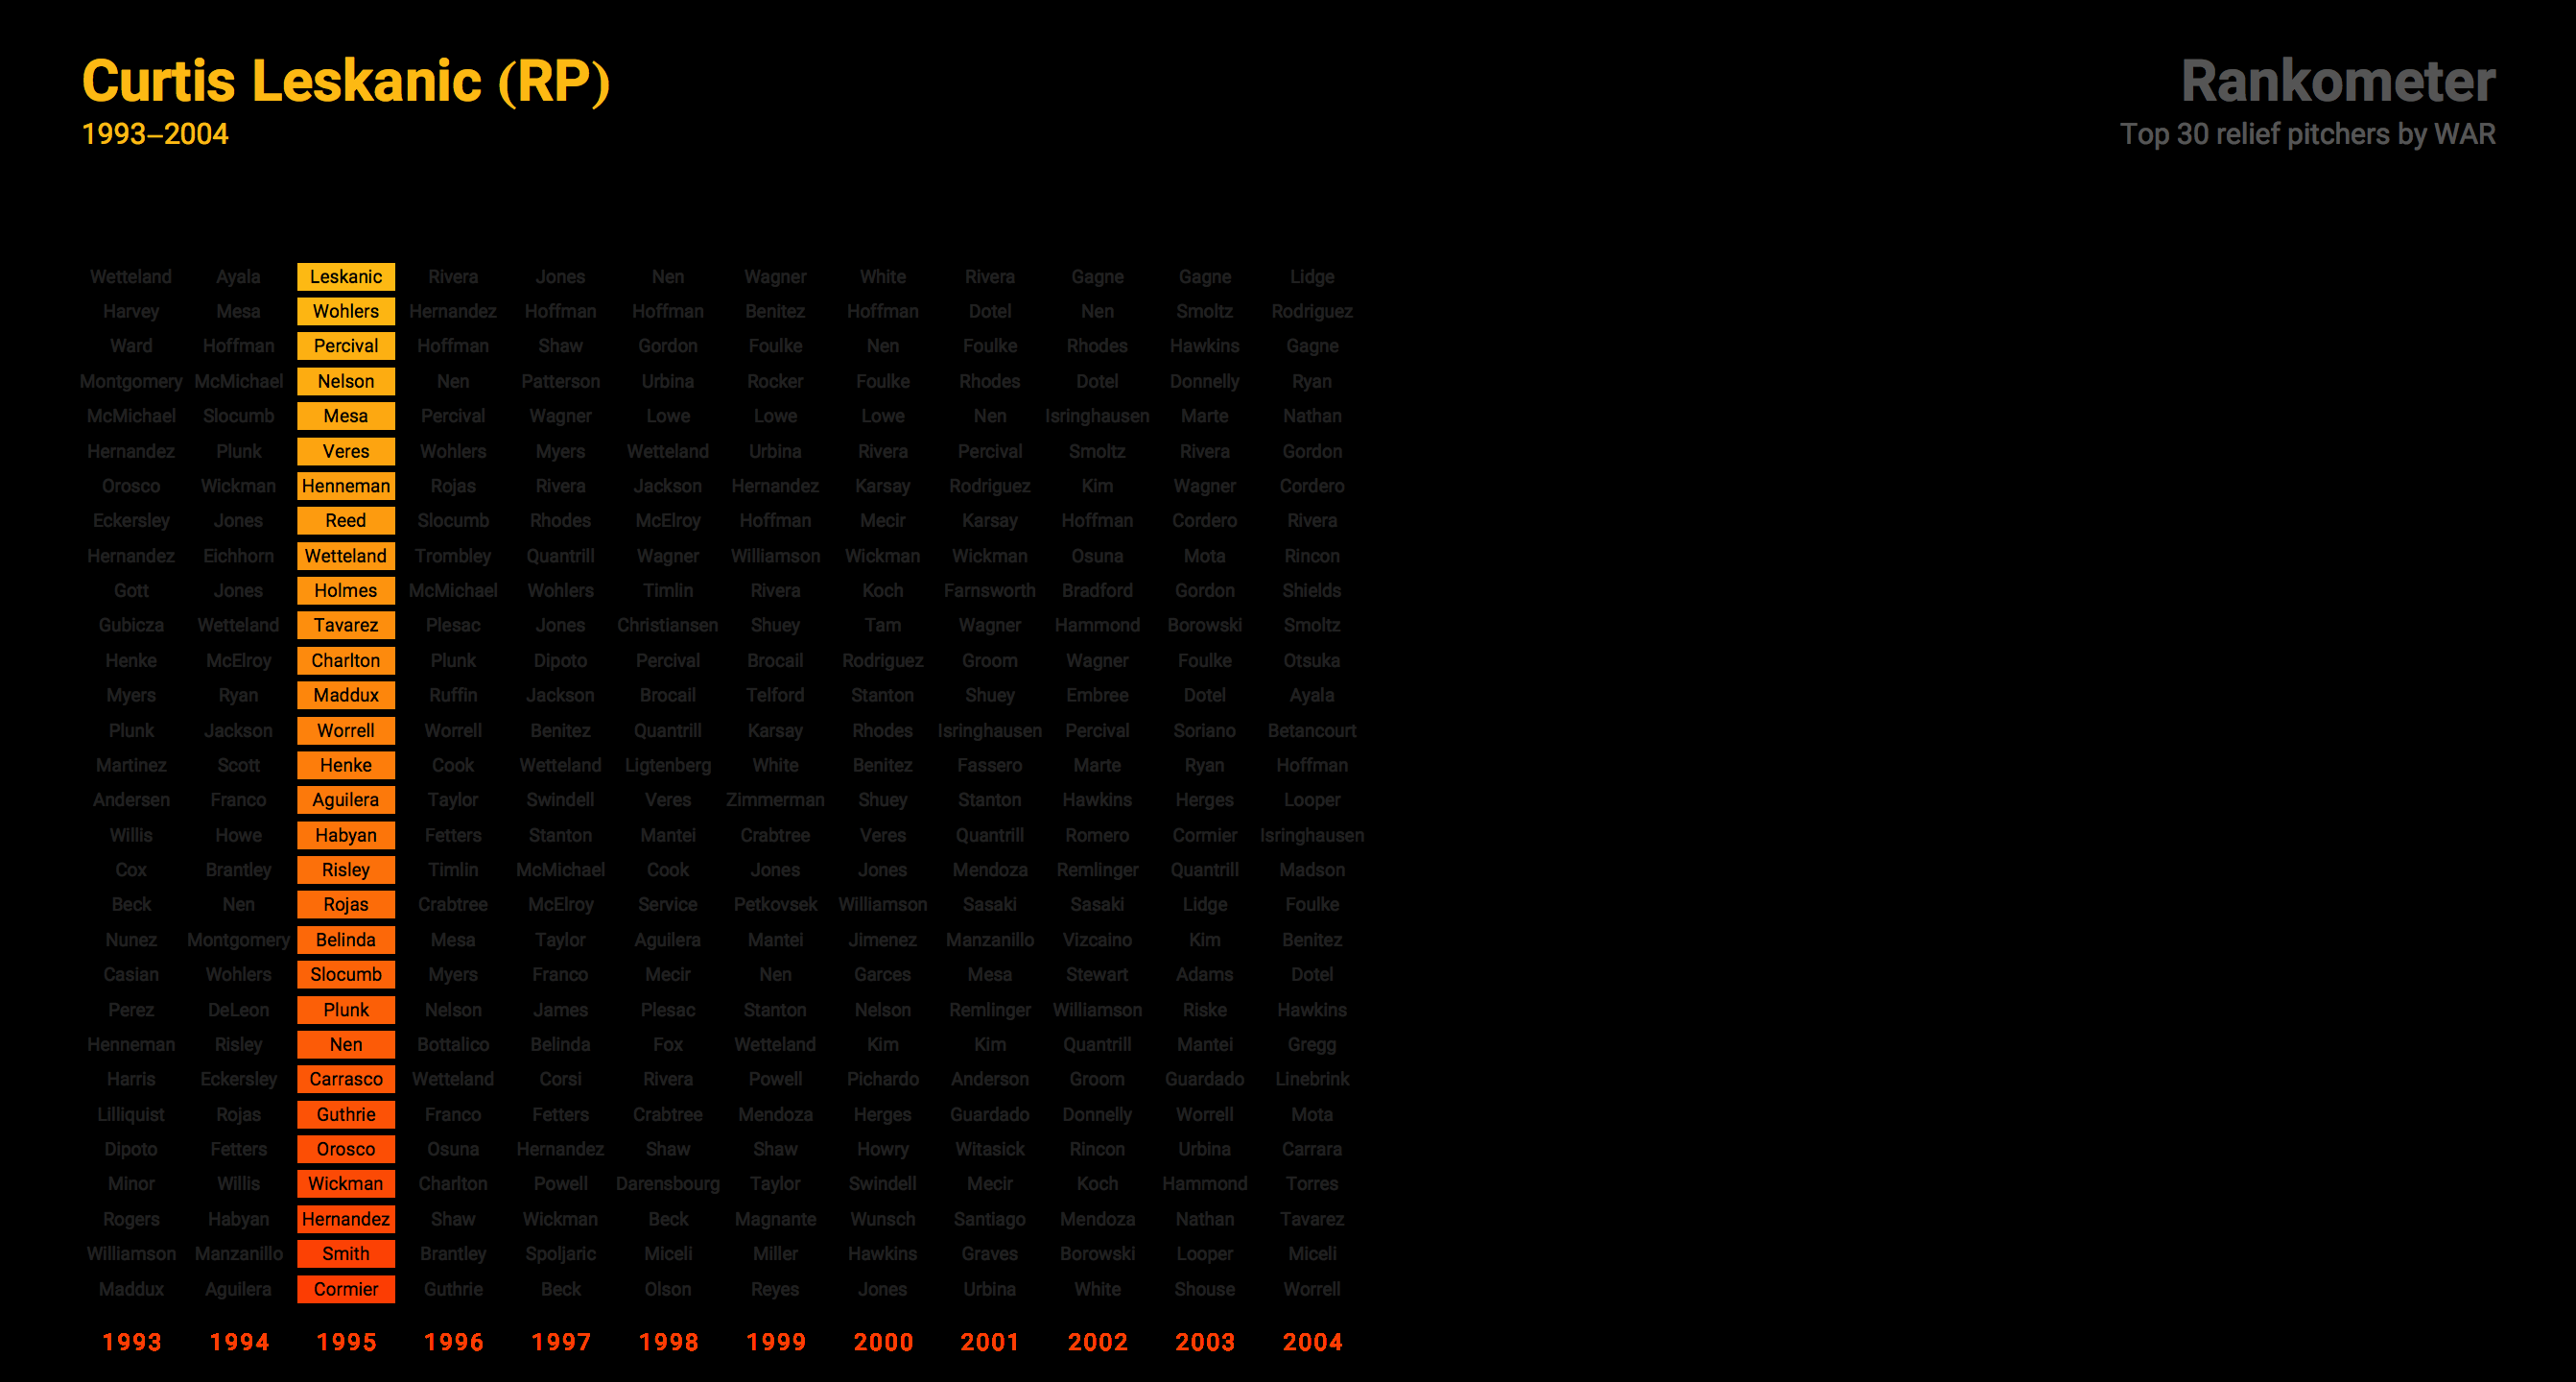 Curtis Leskanic (RP)
1993–2004
Rankometer
Top 30 relief pitchers by WAR
Wetteland Ayala Leskanic Rivera Jones Nen Wagner White Rivera Gagne Gagne Lidge
Harvey Mesa Wohlers Hernandez Hoffman Hoffman Benitez Hoffman Dotel Nen Smoltz Rodriguez
Ward Hoffman Percival Hoffman Shaw Gordon Foulke Nen Foulke Rhodes Hawkins Gagne
Montgomery McMichael Nelson Nen Patterson Urbina Rocker Foulke Rhodes Dotel Donnelly Ryan
McMichael Slocumb Mesa Percival Wagner Lowe Lowe Lowe Nen Isringhausen Marte Nathan
Hernandez Plunk Veres Wohlers Myers Wetteland Urbina Rivera Percival Smoltz Rivera Gordon
Orosco Wickman Henneman Rojas Rivera Jackson Hernandez Karsay Rodriguez Kim Wagner Cordero
Eckersley Jones Reed Slocumb Rhodes McElroy Hoffman Mecir Karsay Hoffman Cordero Rivera
Hernandez Eichhorn Wetteland Trombley Quantrill Wagner Williamson Wickman Wickman Osuna Mota Rincon
Gott Jones Holmes McMichael Wohlers Timlin Rivera Koch Farnsworth Bradford Gordon Shields
Gubicza Wetteland Tavarez Plesac Jones Christiansen Shuey Tam Wagner Hammond Borowski Smoltz
Henke McElroy Charlton Plunk Dipoto Percival Brocail Rodriguez Groom Wagner Foulke Otsuka
Myers Ryan Maddux Ruffin Jackson Brocail Telford Stanton Shuey Embree Dotel Ayala
Plunk Jackson Worrell Worrell Benitez Quantrill Karsay Rhodes Isringhausen Percival Soriano Betancourt
Martinez Scott Henke Cook Wetteland Ligtenberg White Benitez Fassero Marte Ryan Hoffman
Andersen Franco Aguilera Taylor Swindell Veres Zimmerman Shuey Stanton Hawkins Herges Looper
Willis Howe Habyan Fetters Stanton Mantei Crabtree Veres Quantrill Romero Cormier Isringhausen
Cox Brantley Risley Timlin McMichael Cook Jones Jones Mendoza Remlinger Quantrill Madson
Beck Nen Rojas Crabtree McElroy Service Petkovsek Williamson Sasaki Sasaki Lidge Foulke
Nunez Montgomery Belinda Mesa Taylor Aguilera Mantei Jimenez Manzanillo Vizcaino Kim Benitez
Casian Wohlers Slocumb Myers Franco Mecir Nen Garces Mesa Stewart Adams Dotel
Perez DeLeon Plunk Nelson James Plesac Stanton Nelson Remlinger Williamson Riske Hawkins
Henneman Risley Nen Bottalico Belinda Fox Wetteland Kim Kim Quantrill Mantei Gregg
Harris Eckersley Carrasco Wetteland Corsi Rivera Powell Pichardo Anderson Groom Guardado Linebrink
Lilliquist Rojas Guthrie Franco Fetters Crabtree Mendoza Herges Guardado Donnelly Worrell Mota
Dipoto Fetters Orosco Osuna Hernandez Shaw Shaw Howry Witasick Rincon Urbina Carrara
Minor Willis Wickman Charlton Powell Darensbourg Taylor Swindell Mecir Koch Hammond Torres
Rogers Habyan Hernandez Shaw Wickman Beck Magnante Wunsch Santiago Mendoza Nathan Tavarez
Williamson Manzanillo Smith Brantley Spoljaric Miceli Miller Hawkins Graves Borowski Looper Miceli
Maddux Aguilera Cormier Guthrie Beck Olson Reyes Jones Urbina White Shouse Worrell
1993 1994 1995 1996 1997 1998 1999 2000 2001 2002 2003 2004